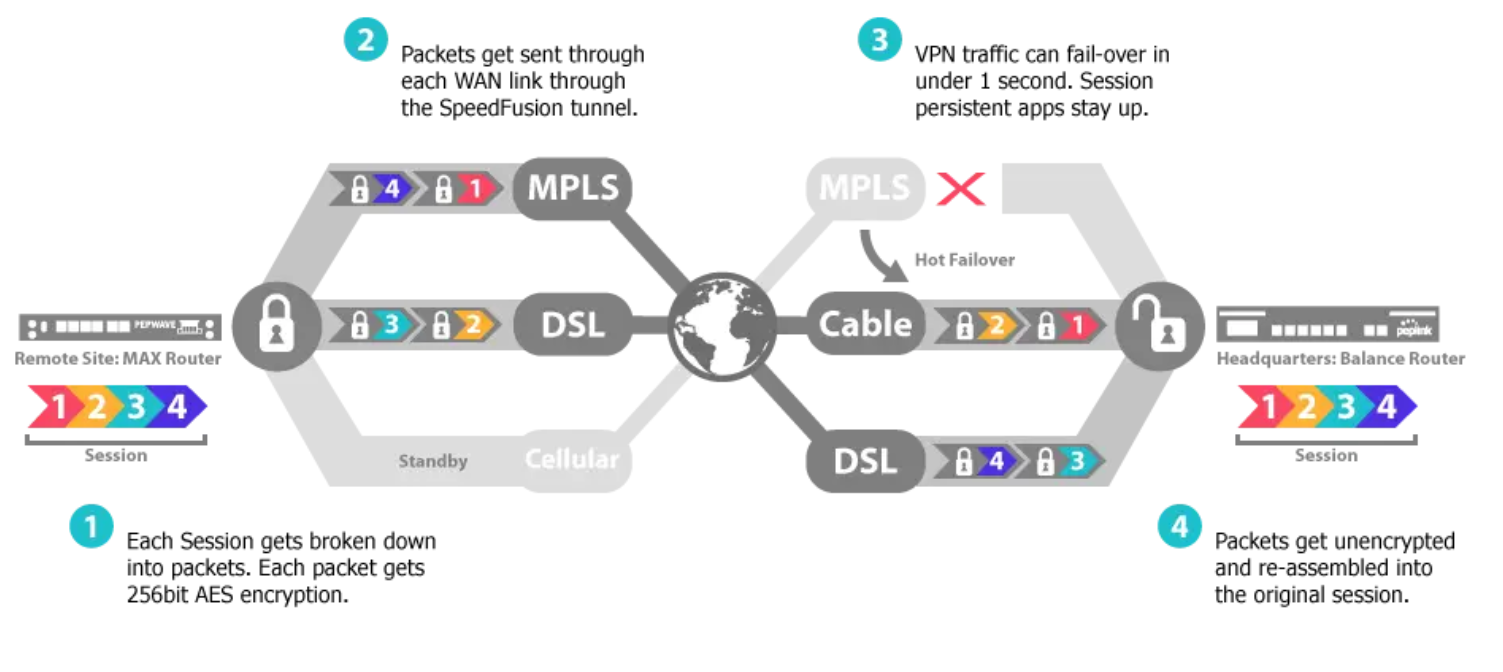 2
Packets get sent through
each WAN link through
the SpeedFusion tunnel.
3
VPN traffic can fail-over in
under 1 second. Session
persistent apps stay up.
4 1 MPLS
MPLS
Hot Failover
3 2 DSL
Cable 2 1
PEPWAVE
Remote Site: MAX Router
1 2 3 4
Session
peplink
Headquarters: Balance Router
1 2 3 4
Session
Standby Cellular
DSL 4 3
1
Each Session gets broken down
into packets. Each packet gets
256bit AES encryption.
4
Packets get unencrypted
and re-assembled into
the original session.